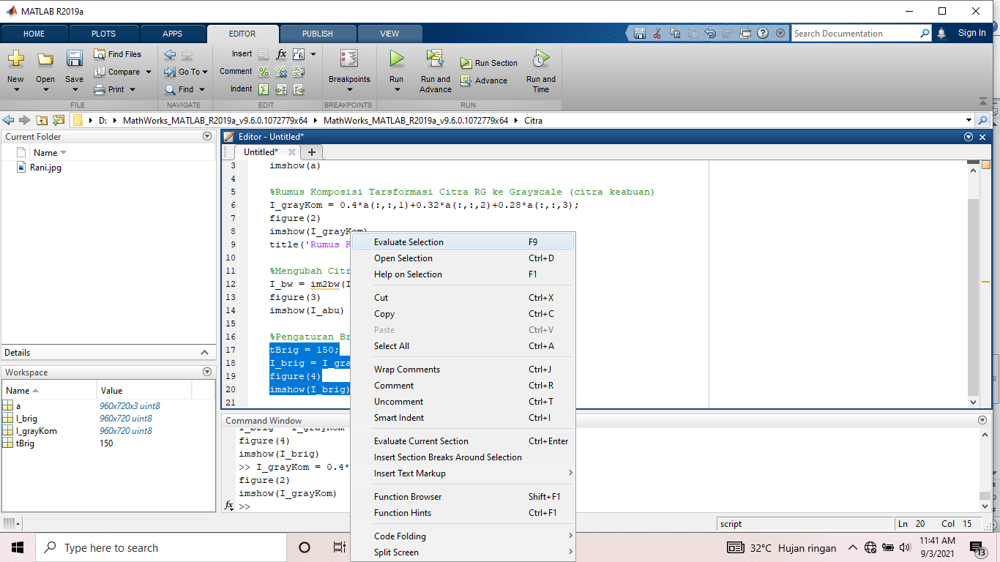 MATLAB R2019a
HOME PLOTS APPS EDITOR PUBLISH VIEW
Search Documentation
Sign In
New Open Save
Find Files
Compare
Print
FILE
Go To
Find
NAVIGATE
Insert
Comment
Indent
EDIT
Breakpoints
BREAKPOINTS
Run
Run and Advance
Run Section
Advance
Run and Time
RUN
D: MathWorks_MATLAB_R2019a_v9.6.0.1072779x64 MathWorks_MATLAB_R2019a_v9.6.0.1072779x64 Citra
Current Folder
Name
Rani.jpg
Details
Workspace
Name Value
a 960x720x3 uint8
I_brig 960x720 uint8
I_grayKom 960x720 uint8
tBrig 150
Editor - Untitled*
Untitled*
3 imshow(a)
4
5 %Rumus Komposisi Tarsformasi Citra RG ke Grayscale (citra keabuan)
6 I_grayKom = 0.4*a(:,:,1)+0.32*a(:,:,2)+0.28*a(:,:,3);
7 figure(2)
8 imshow(I_grayKom)
9 title('Rumus K
10
11 %Mengubah Citr
12 I_bw = im2bw(I
13 figure(3)
14 imshow(I_abu)
15
16 %Pengaturan Br
17 tBrig = 150;
18 I_brig = I_gra
19 figure(4)
20 imshow(I_brig)
21
Evaluate Selection F9
Open Selection Ctrl+D
Help on Selection F1
Cut Ctrl+X
Copy Ctrl+C
Paste Ctrl+V
Select All Ctrl+A
Wrap Comments Ctrl+J
Comment Ctrl+R
Uncomment Ctrl+T
Smart Indent Ctrl+I
Evaluate Current Section Ctrl+Enter
Insert Section Breaks Around Selection
Insert Text Markup
Function Browser Shift+F1
Function Hints Ctrl+F1
Code Folding
Split Screen
Command Window
I_brig = I_grayKom
figure(4)
imshow(I_brig)
>> I_grayKom = 0.4*
figure(2)
imshow(I_grayKom)
fx >>
script
Ln 20 Col 15
Type here to search
32°C Hujan ringan
11:41 AM
9/3/2021
13